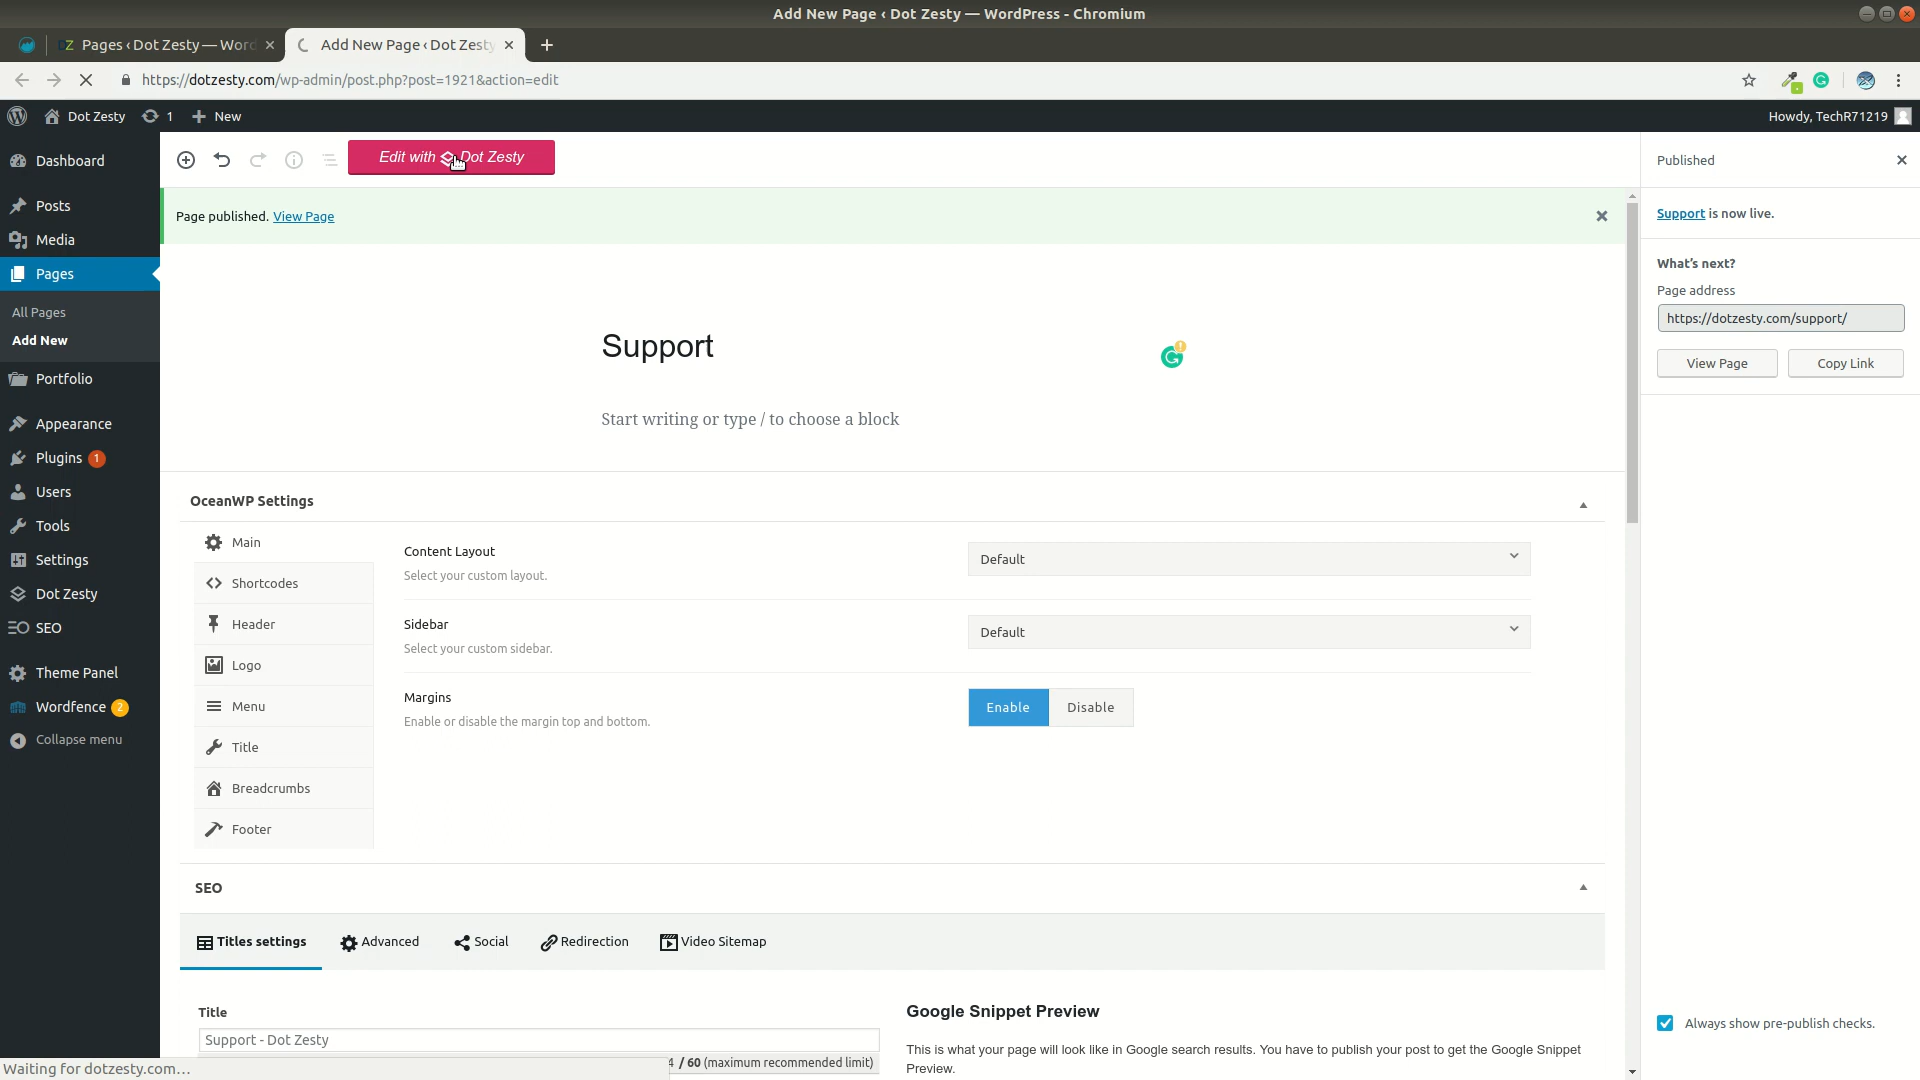 Add New Page ‹ Dot Zesty — WordPress - Chromium
Pages ‹ Dot Zesty — Word
Add New Page ‹ Dot Zesty
https://dotzesty.com/wp-admin/post.php?post=1921&action=edit
Dot Zesty
1
New
Howdy, TechR71219
Dashboard
Posts
Media
Pages
All Pages
Add New
Portfolio
Appearance
Plugins 1
Users
Tools
Settings
Dot Zesty
SEO
Theme Panel
Wordfence 2
Collapse menu
Edit with Dot Zesty
Page published. View Page
Support
Start writing or type / to choose a block
OceanWP Settings
Main
Shortcodes
Header
Logo
Menu
Title
Breadcrumbs
Footer
Content Layout
Select your custom layout.
Default
Sidebar
Select your custom sidebar.
Default
Margins
Enable or disable the margin top and bottom.
Enable
Disable
SEO
Titles settings
Advanced
Social
Redirection
Video Sitemap
Title
Support - Dot Zesty
/ 60 (maximum recommended limit)
Google Snippet Preview
This is what your page will look like in Google search results. You have to publish your post to get the Google Snippet
Preview.
Published
Support is now live.
What's next?
Page address
https://dotzesty.com/support/
View Page
Copy Link
Always show pre-publish checks.
Waiting for dotzesty.com...